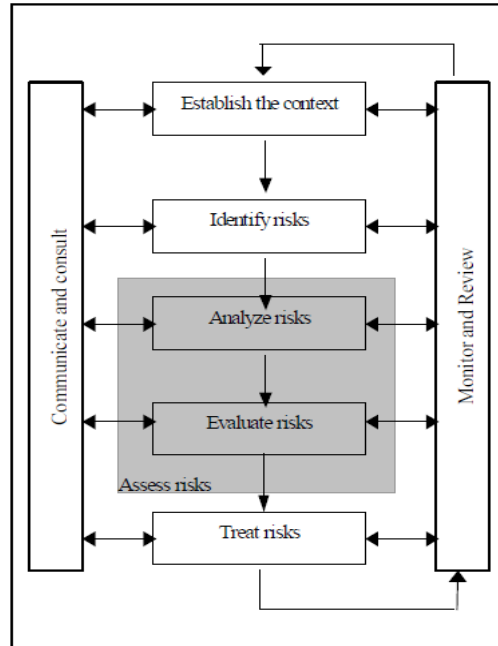 Establish the context
Identify risks
Analyze risks
Evaluate risks
Assess risks
Treat risks
Communicate and consult
Monitor and Review